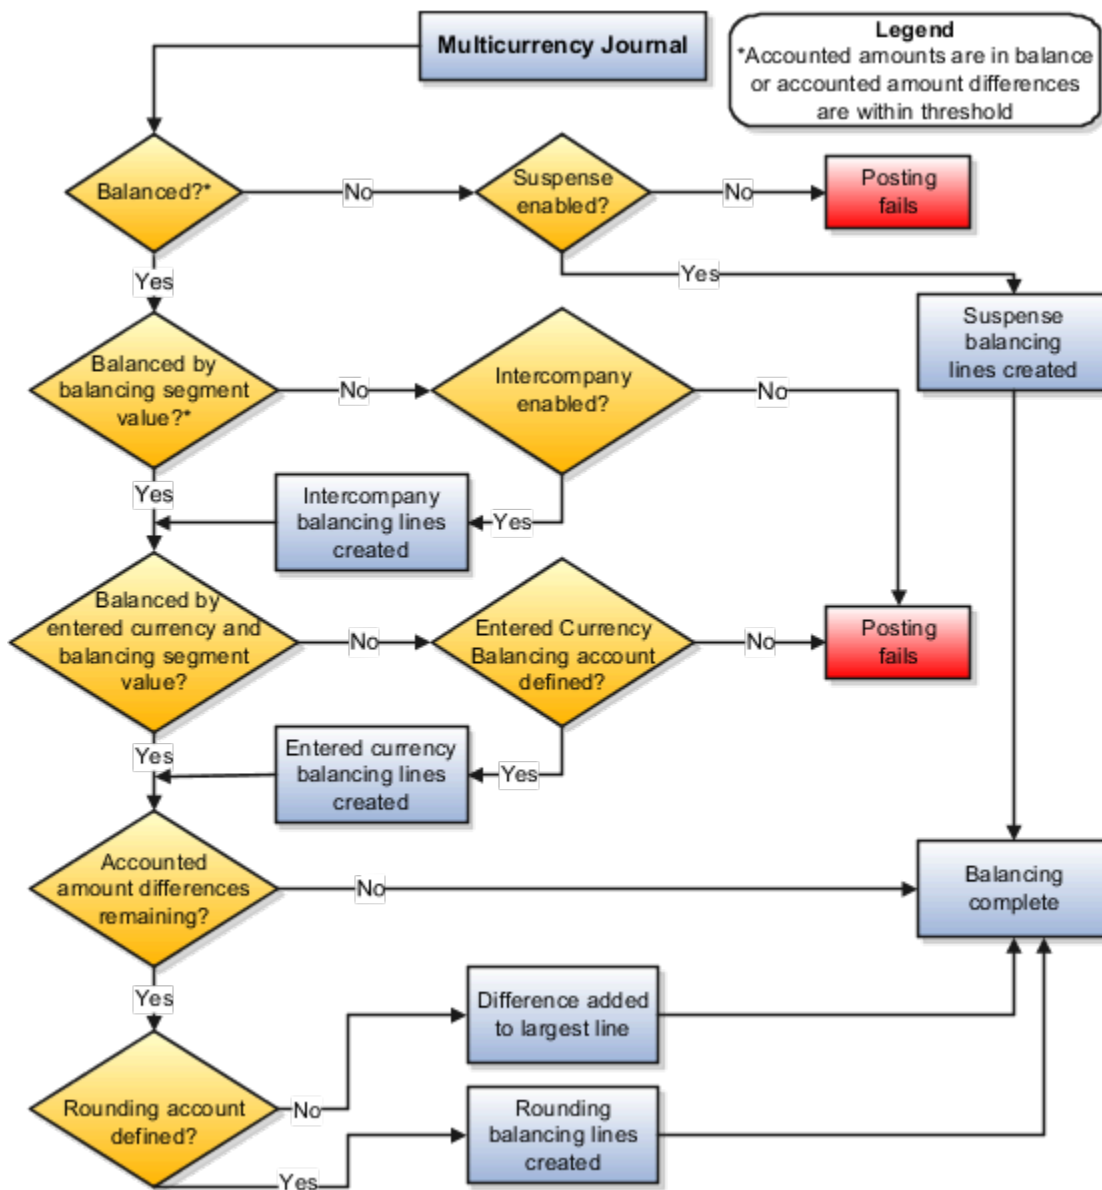 Multicurrency Journal
Legend
*Accounted amounts are in balance
or accounted amount differences
are within threshold
Balanced?*
No
Suspense
enabled?
No
Posting
fails
Yes
Yes
Suspense
balancing
lines created
Balanced by
balancing segment
value?*
No
Intercompany
enabled?
No
Yes
Intercompany
balancing lines
created
Yes
Balanced by
entered currency and
balancing segment
value?
No
Entered Currency
Balancing account
defined?
No
Posting
fails
Yes
Entered currency
balancing lines
created
Yes
Accounted
amount differences
remaining?
No
Balancing
complete
Yes
Difference added
to largest line
Rounding account
defined?
No
Rounding
balancing lines
created
Yes